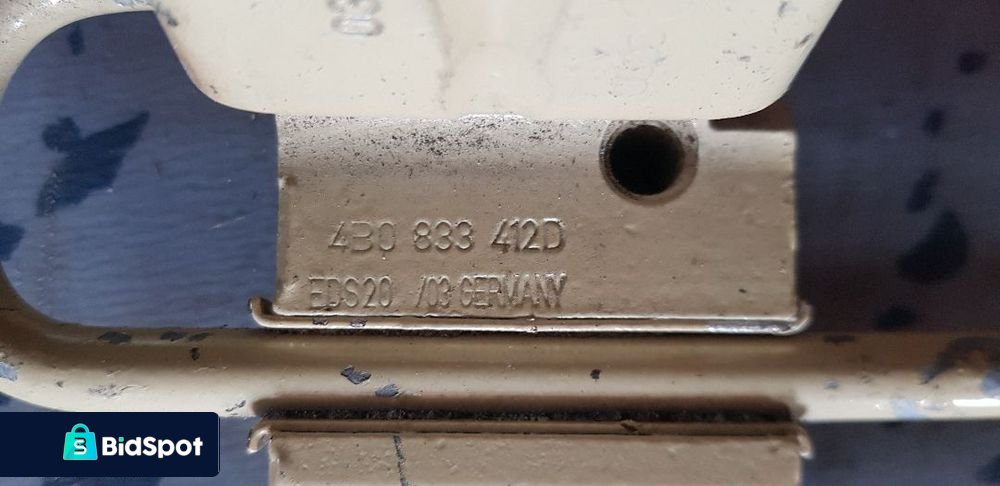 4B0 833 412D
EDS20 /03 GERMANY
BidSpot